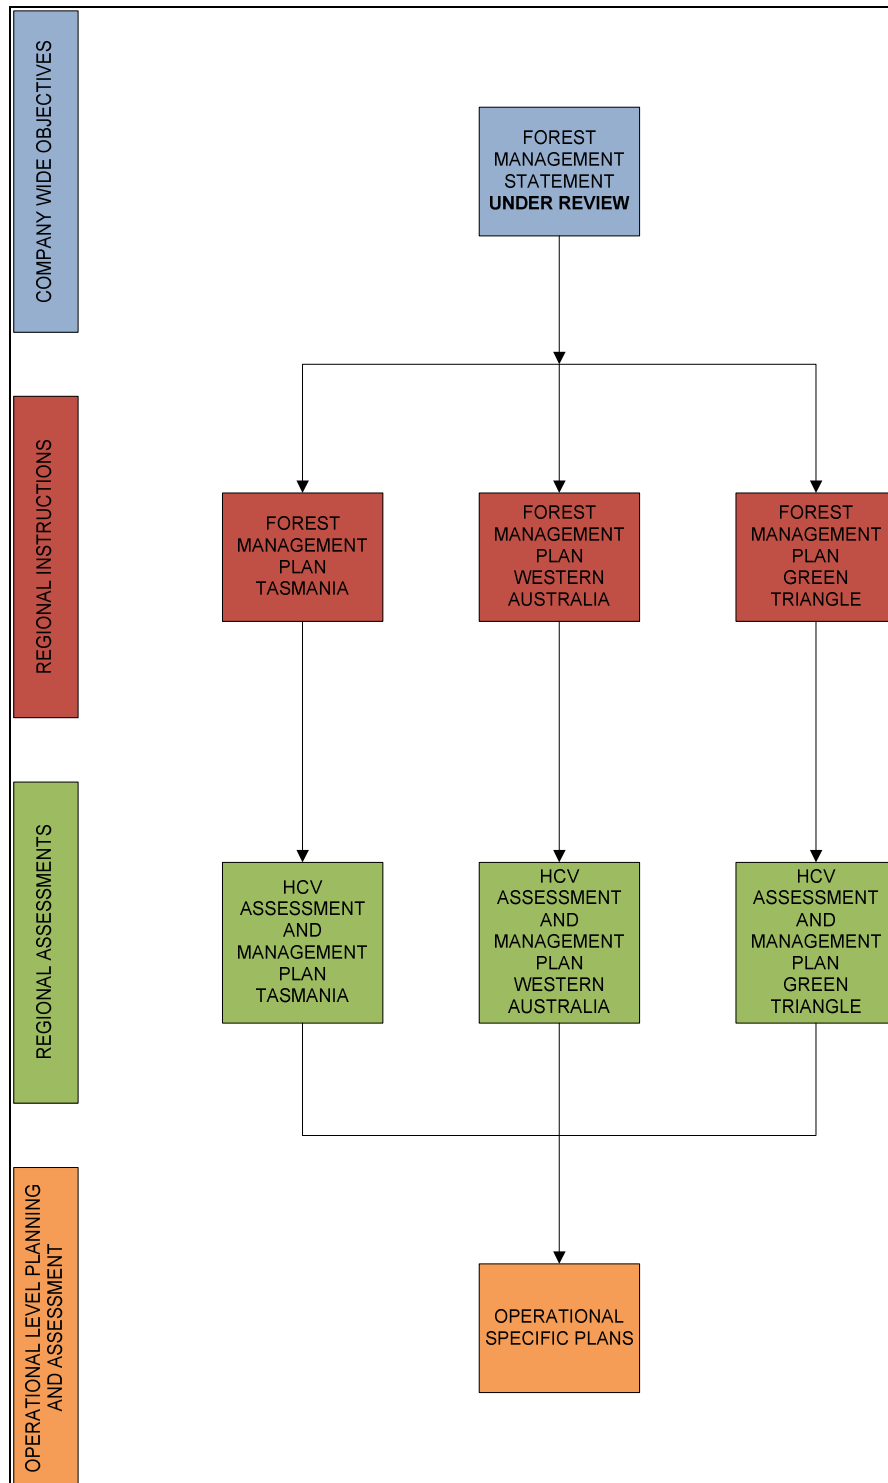 COMPANY WIDE OBJECTIVES
FOREST
MANAGEMENT
STATEMENT
UNDER REVIEW
REGIONAL INSTRUCTIONS
FOREST
MANAGEMENT
PLAN
TASMANIA
FOREST
MANAGEMENT
PLAN
WESTERN
AUSTRALIA
FOREST
MANAGEMENT
PLAN
GREEN
TRIANGLE
REGIONAL ASSESSMENTS
HCV
ASSESSMENT
AND
MANAGEMENT
PLAN
TASMANIA
HCV
ASSESSMENT
AND
MANAGEMENT
PLAN
WESTERN
AUSTRALIA
HCV
ASSESSMENT
AND
MANAGEMENT
PLAN
GREEN
TRIANGLE
OPERATIONAL LEVEL PLANNING
AND ASSESSMENT
OPERATIONAL
SPECIFIC PLANS